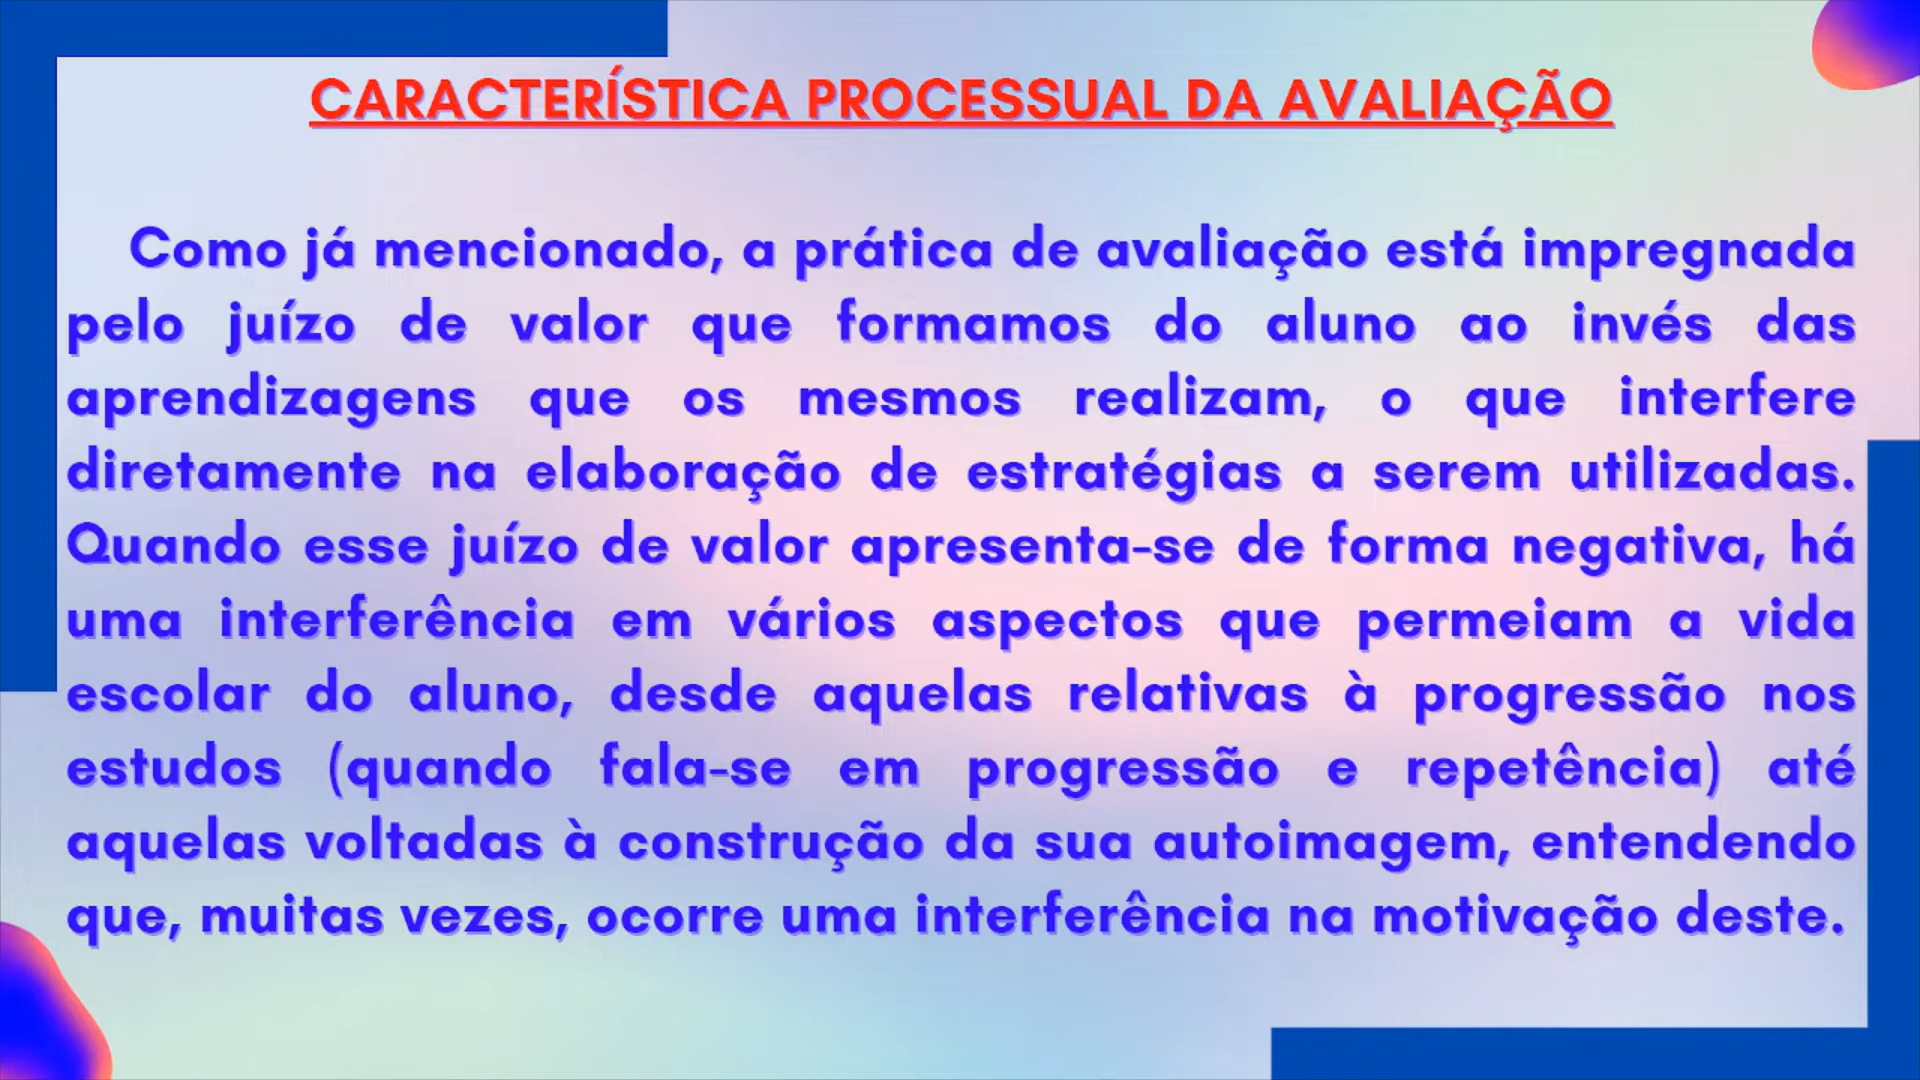 CARACTERÍSTICA PROCESSUAL DA AVALIAÇÃO
Como já mencionado, a prática de avaliação está impregnada
pelo juízo de valor que formamos do aluno ao invés das
aprendizagens que os mesmos realizam, o que interfere
diretamente na elaboração de estratégias a serem utilizadas.
Quando esse juízo de valor apresenta-se de forma negativa, há
uma interferência em vários aspectos que permeiam a vida
escolar do aluno, desde aquelas relativas à progressão nos
estudos (quando fala-se em progressão e repetência) até
aquelas voltadas à construção da sua autoimagem, entendendo
que, muitas vezes, ocorre uma interferência na motivação deste.